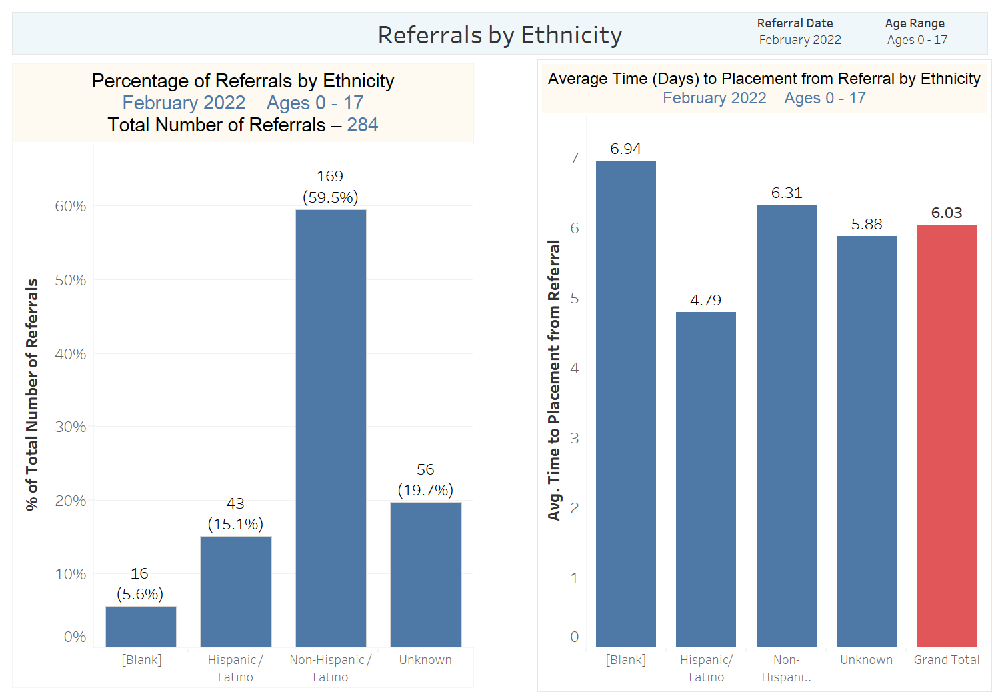 Referrals by Ethnicity
Referral Date
February 2022
Age Range
Ages 0 - 17
Percentage of Referrals by Ethnicity
February 2022 Ages 0 - 17
Total Number of Referrals – 284
% of Total Number of Referrals
60%
50%
40%
30%
20%
10%
0%
16
(5.6%)
43
(15.1%)
169
(59.5%)
56
(19.7%)
[Blank]
Hispanic/
Latino
Non-Hispanic/
Latino
Unknown
Average Time (Days) to Placement from Referral by Ethnicity
February 2022 Ages 0 - 17
Avg. Time to Placement from Referral
7
6
5
4
3
2
1
0
6.94
4.79
6.31
5.88
6.03
[Blank]
Hispanic/
Latino
Non-
Hispani..
Unknown
Grand Total